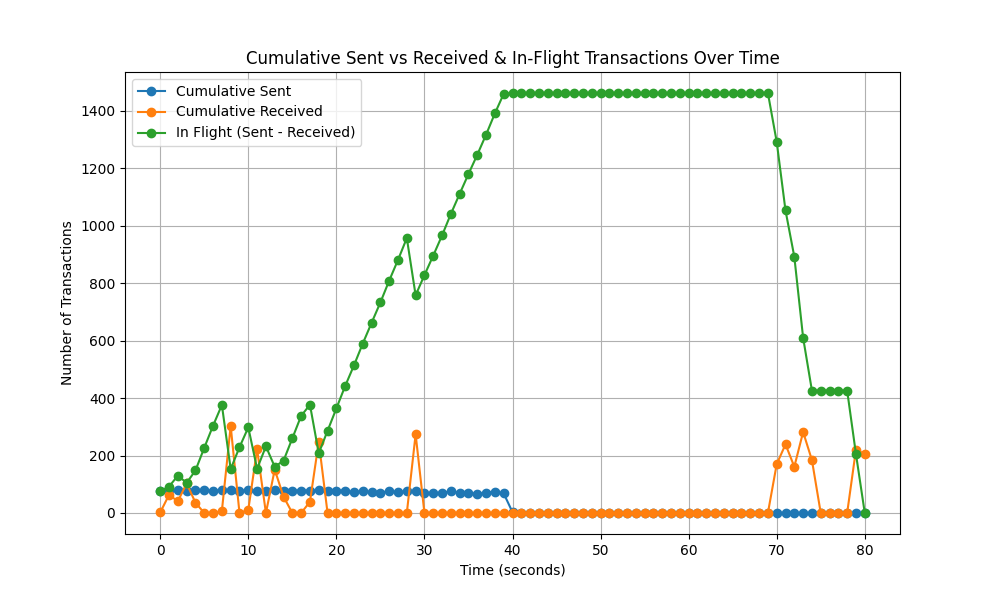 Cumulative Sent vs Received & In-Flight Transactions Over Time
Cumulative Sent
Cumulative Received
In Flight (Sent - Received)
Number of Transactions
1400
1200
1000
800
600
400
200
0
0 10 20 30 40 50 60 70 80
Time (seconds)